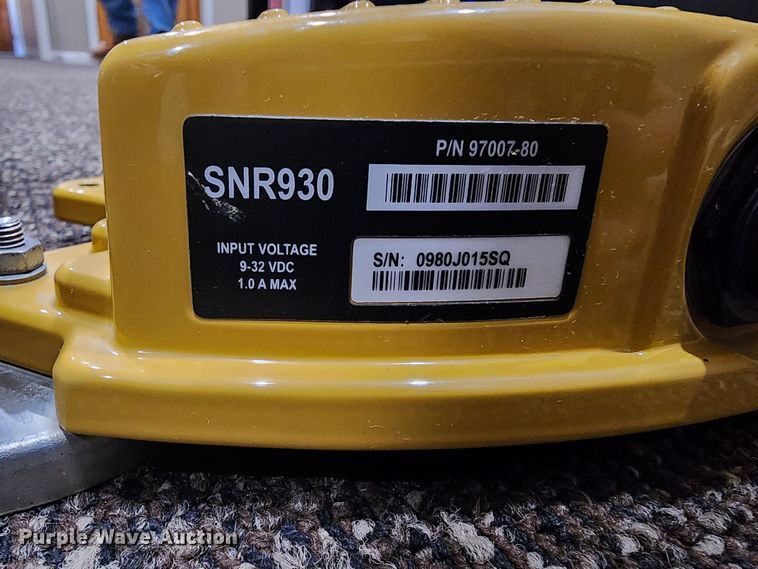 P/N 97007-80
SNR930
INPUT VOLTAGE
9-32 VDC
1.0 A MAX
S/N: 0980J015SQ
Purple Wave Auction